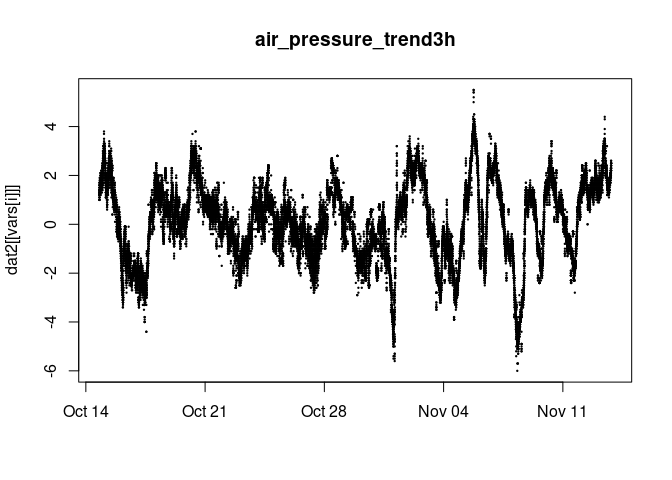 air_pressure_trend3h
dat2[[vars[i]]]
4
2
0
-2
-4
-6
Oct 14
Oct 21
Oct 28
Nov 04
Nov 11